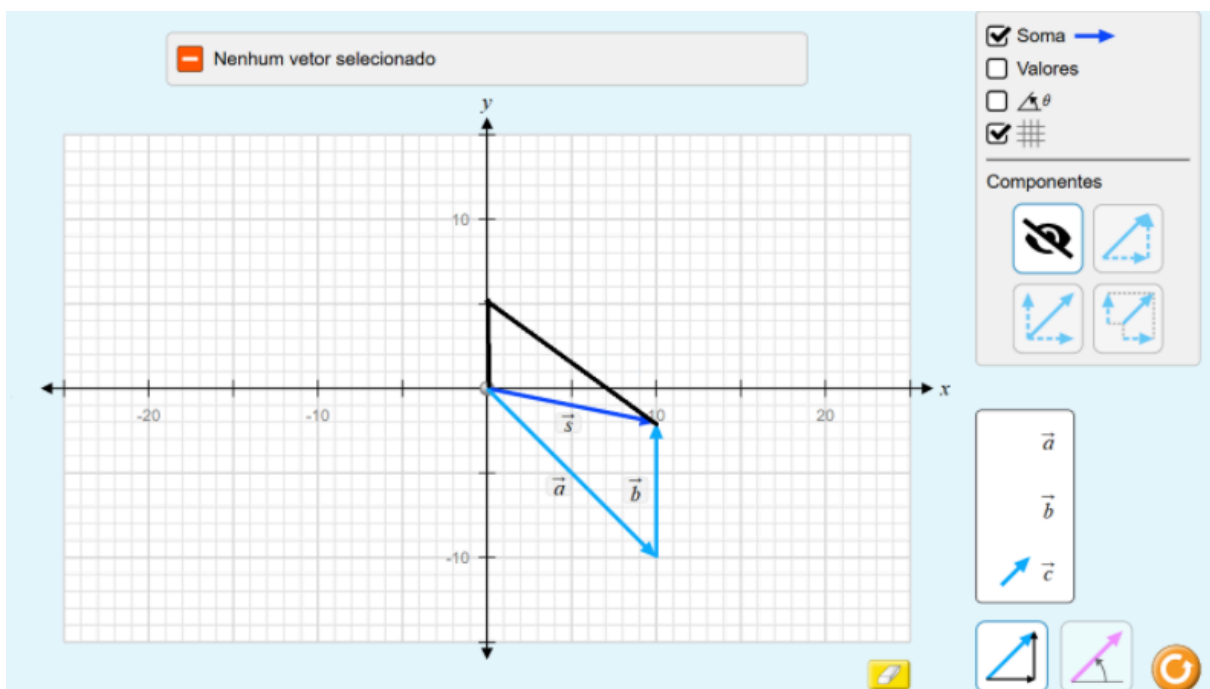 Nenhum vetor selecionado
Soma
Valores
θ
Componentes
y
10
-20
-10
10
20
x
s
a
b
-10
a
b
c